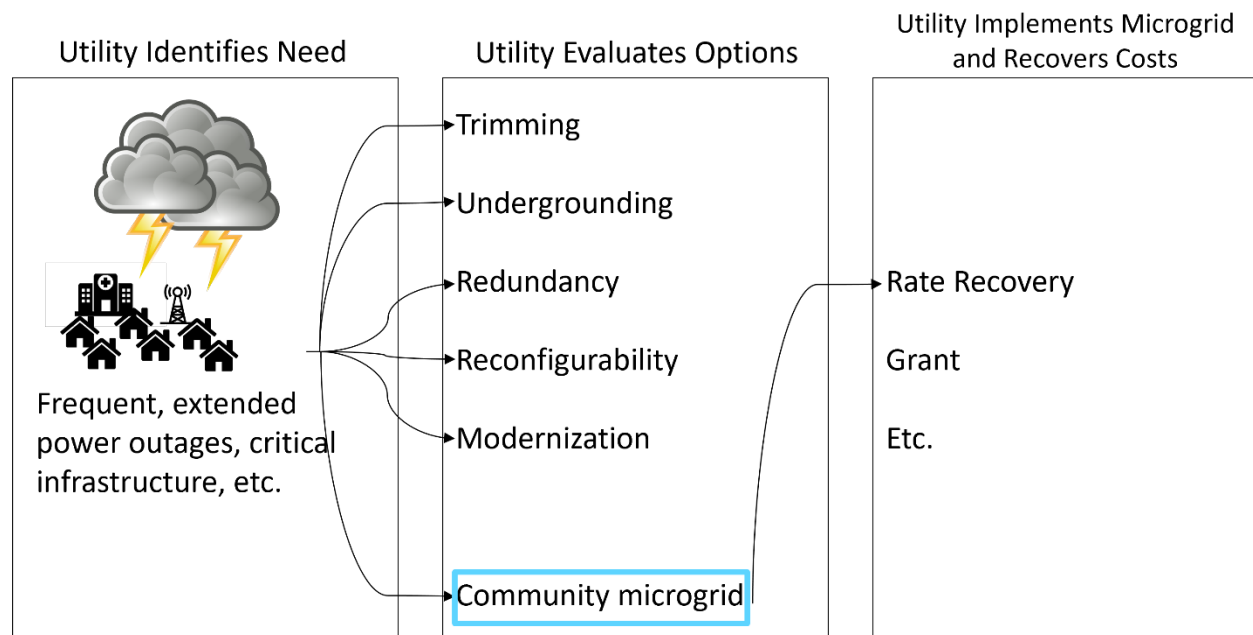 Utility Identifies Need
Frequent, extended
power outages, critical
infrastructure, etc.
Utility Evaluates Options
Trimming
Undergrounding
Redundancy
Reconfigurability
Modernization
Community microgrid
Utility Implements Microgrid
and Recovers Costs
Rate Recovery
Grant
Etc.